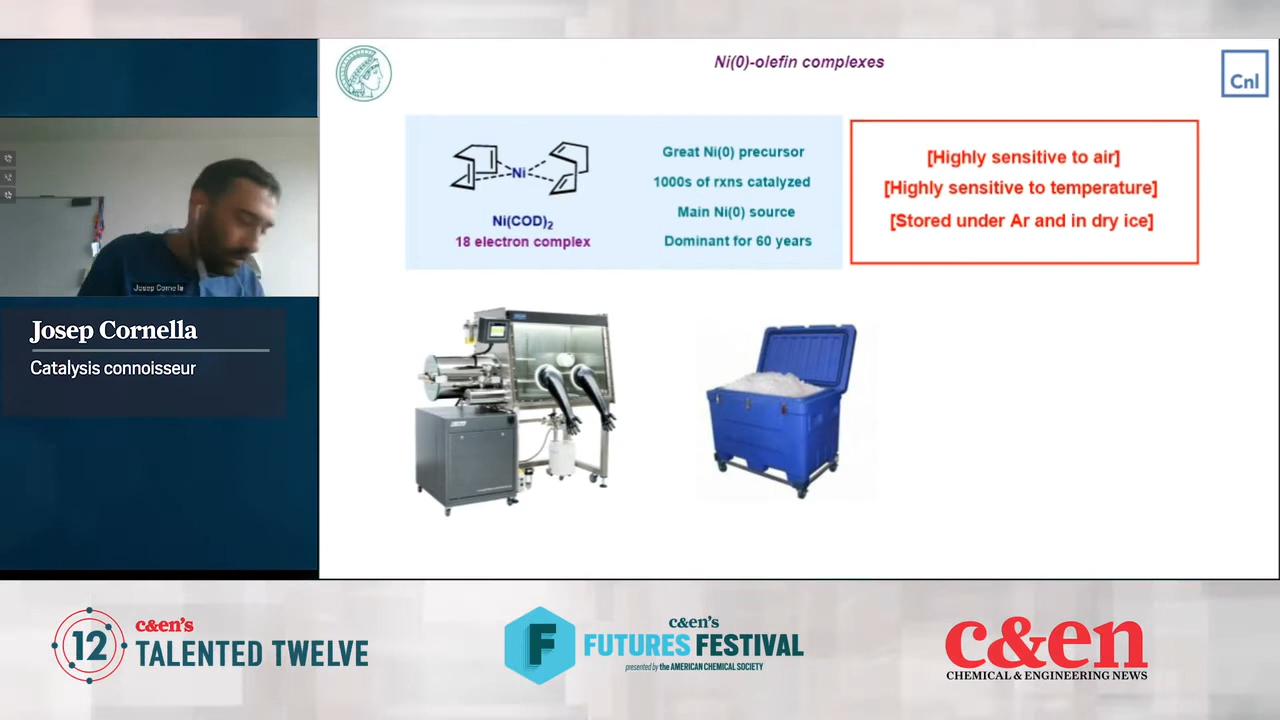 Ni(0)-olefin complexes
Cnl
Ni
Ni(COD)₂
18 electron complex
Great Ni(0) precursor
1000s of rxns catalyzed
Main Ni(0) source
Dominant for 60 years
[Highly sensitive to air]
[Highly sensitive to temperature]
[Stored under Ar and in dry ice]
Josep Cornella
Josep Cornella
Catalysis connoisseur
12
c&en's
TALENTED TWELVE
F
c&en's
FUTURES FESTIVAL
presented by the AMERICAN CHEMICAL SOCIETY
c&en
CHEMICAL & ENGINEERING NEWS